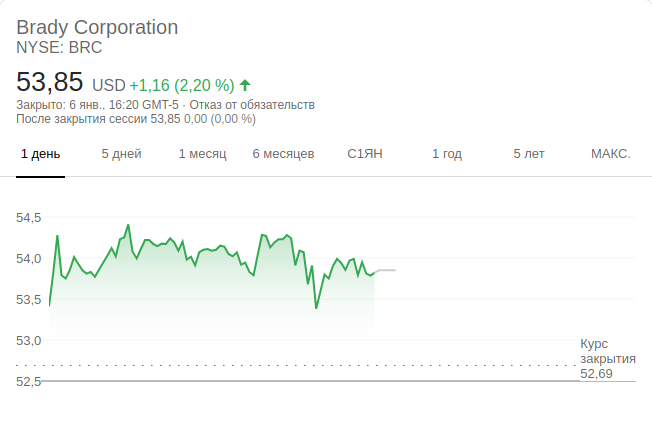 Brady Corporation
NYSE: BRC
53,85 USD +1,16 (2,20 %)
Закрыто: 6 янв., 16:20 GMT-5 · Отказ от обязательств
После закрытия сессии 53,85 0,00 (0,00 %)
1 день 5 дней 1 месяц 6 месяцев С1ЯН 1 год 5 лет МАКС.
54,5
54,0
53,5
53,0
Курс
закрытия
52,69
52,5